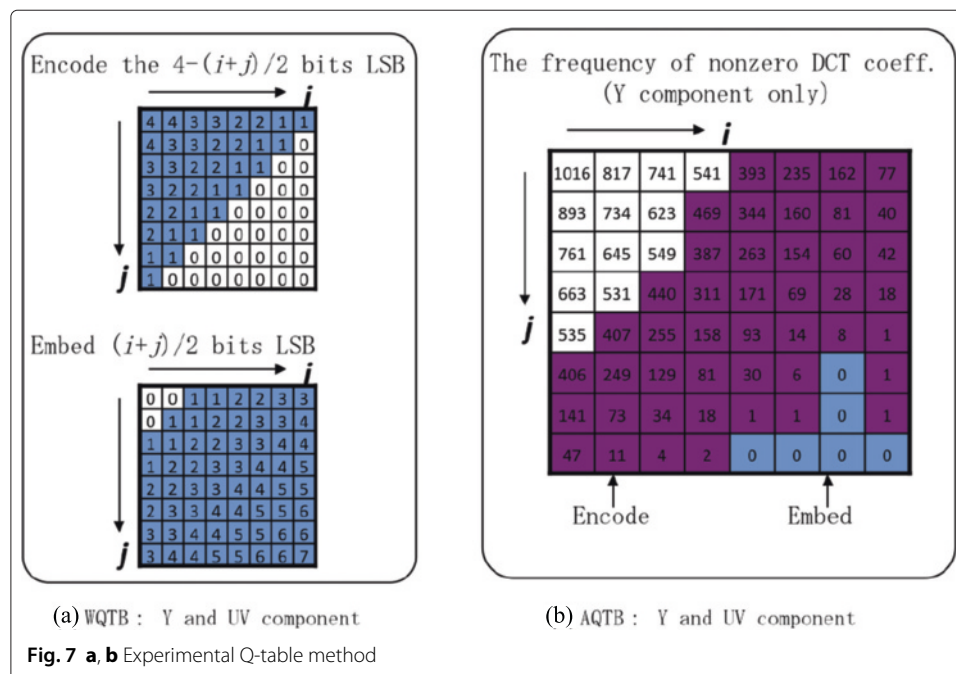 Encode the 4-(i+j)/2 bits LSB
i
4 4 3 3 2 2 1 1
4 3 3 2 2 1 1 0
3 3 2 2 1 1 0 0
3 2 2 1 1 0 0 0
2 2 1 1 0 0 0 0
2 1 1 0 0 0 0 0
1 1 0 0 0 0 0 0
1 0 0 0 0 0 0 0
j
Embed (i+j)/2 bits LSB
i
0 0 1 1 2 2 3 3
0 1 1 2 2 3 3 4
1 1 2 2 3 3 4 4
1 2 2 3 3 4 4 5
2 2 3 3 4 4 5 5
2 3 3 4 4 5 5 6
3 3 4 4 5 5 6 6
3 4 4 5 5 6 6 7
j
(a) WQTB : Y and UV component
The frequency of nonzero DCT coeff.
(Y component only)
i
1016 817 741 541 393 235 162 77
893 734 623 469 344 160 81 40
761 645 549 387 263 154 60 42
663 531 440 311 171 69 28 18
j
535 407 255 158 93 14 8 1
406 249 129 81 30 6 0 1
141 73 34 18 1 1 0 1
47 11 4 2 0 0 0 0
Encode Embed
(b) AQTB : Y and UV component
Fig. 7 a, b Experimental Q-table method